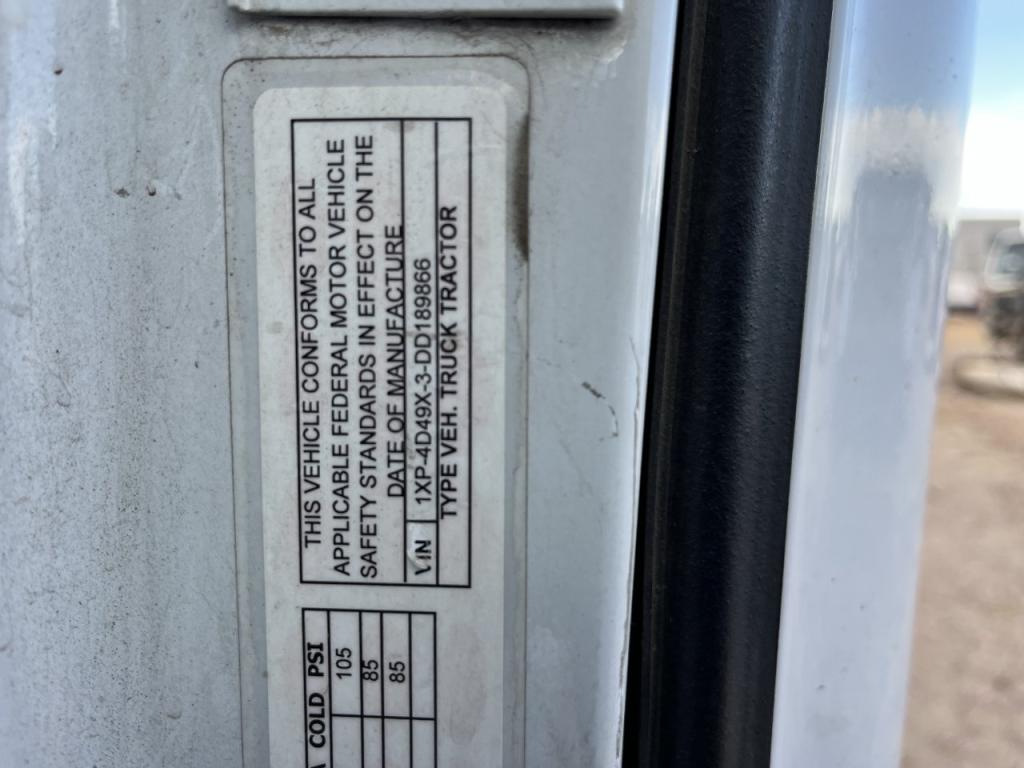 THIS VEHICLE CONFORMS TO ALL
APPLICABLE FEDERAL MOTOR VEHICLE
SAFETY STANDARDS IN EFFECT ON THE
DATE OF MANUFACTURE
VIN 1XP-4D49X-3-DD189866
TYPE VEH. TRUCK TRACTOR
COLD PSI
105
85
85